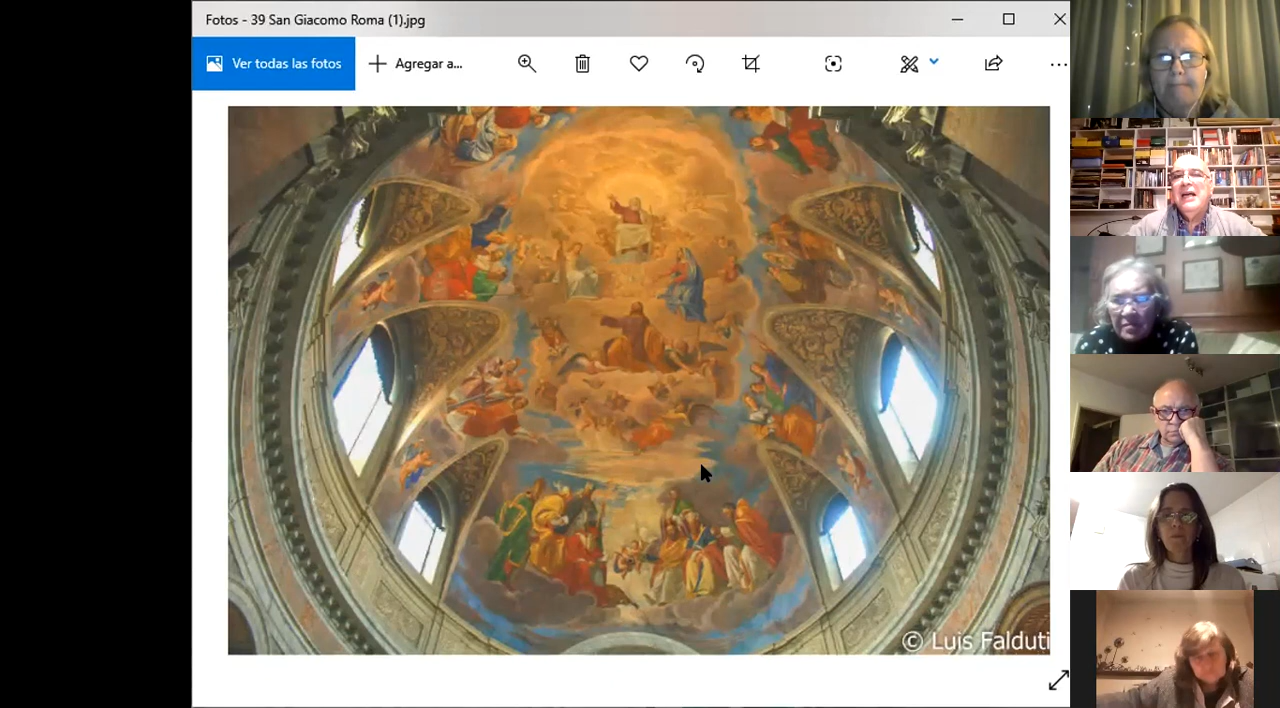 Fotos - 39 San Giacomo Roma (1).jpg
Ver todas las fotos
Agregar a...
© Luis Falduti